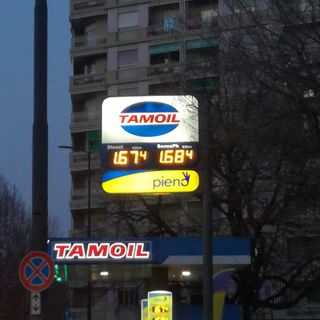 TAMOIL
Diesel SenzaPb
1.674 1.684
pieno
TAMOIL